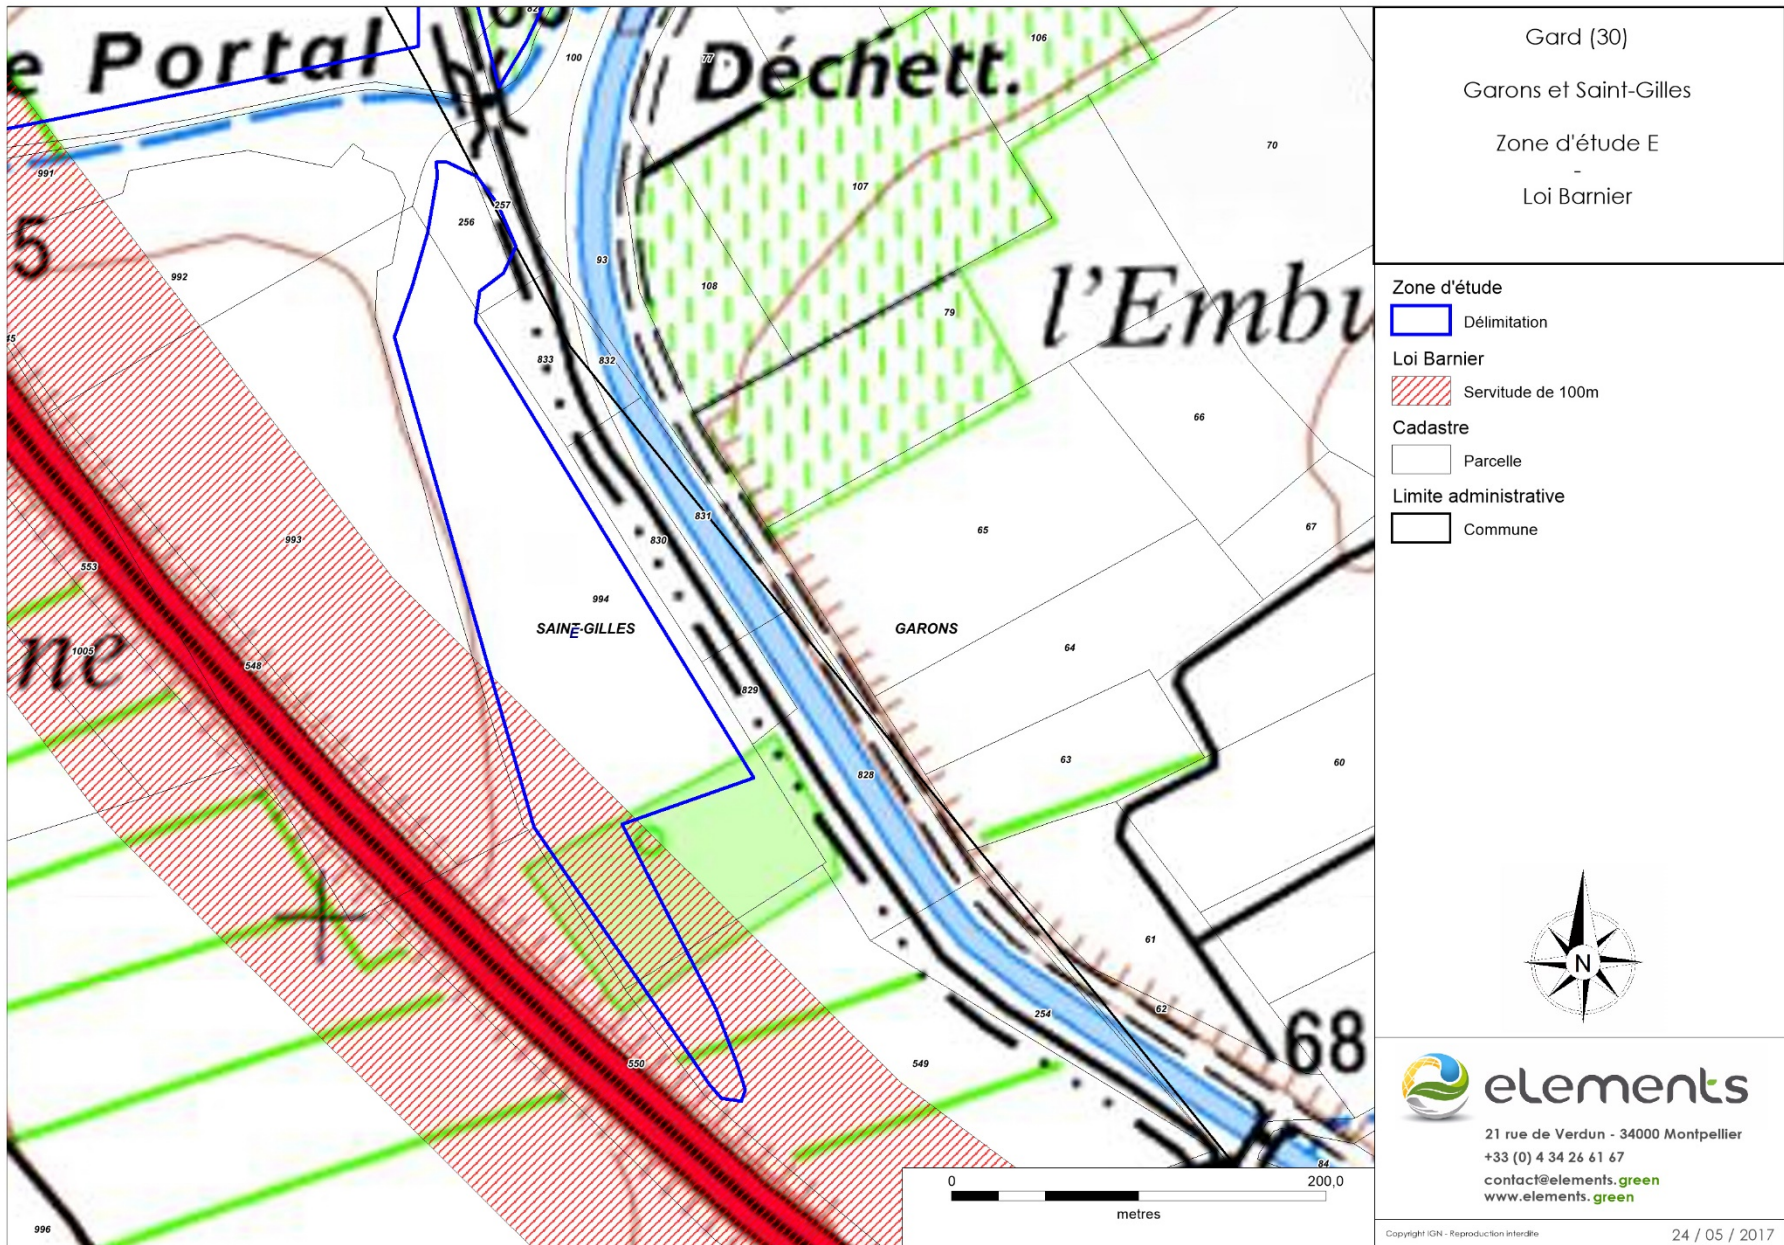 e Portal
Déchett.
l'Embu
5
ne
68
82
100
77
106
70
107
991
256
257
93
108
79
992
833
832
66
45
831
65
67
830
993
553
994
SAINT-GILLES
E
GARONS
64
1005
548
829
63
60
828
61
62
254
550
549
84
996
0
200,0
metres
Gard (30)
Garons et Saint-Gilles
Zone d'étude E
-
Loi Barnier
Zone d'étude
Délimitation
Loi Barnier
Servitude de 100m
Cadastre
Parcelle
Limite administrative
Commune
N
elements
21 rue de Verdun - 34000 Montpellier
+33 (0) 4 34 26 61 67
contact@elements.green
www.elements.green
Copyright IGN - Reproduction interdite
24 / 05 / 2017